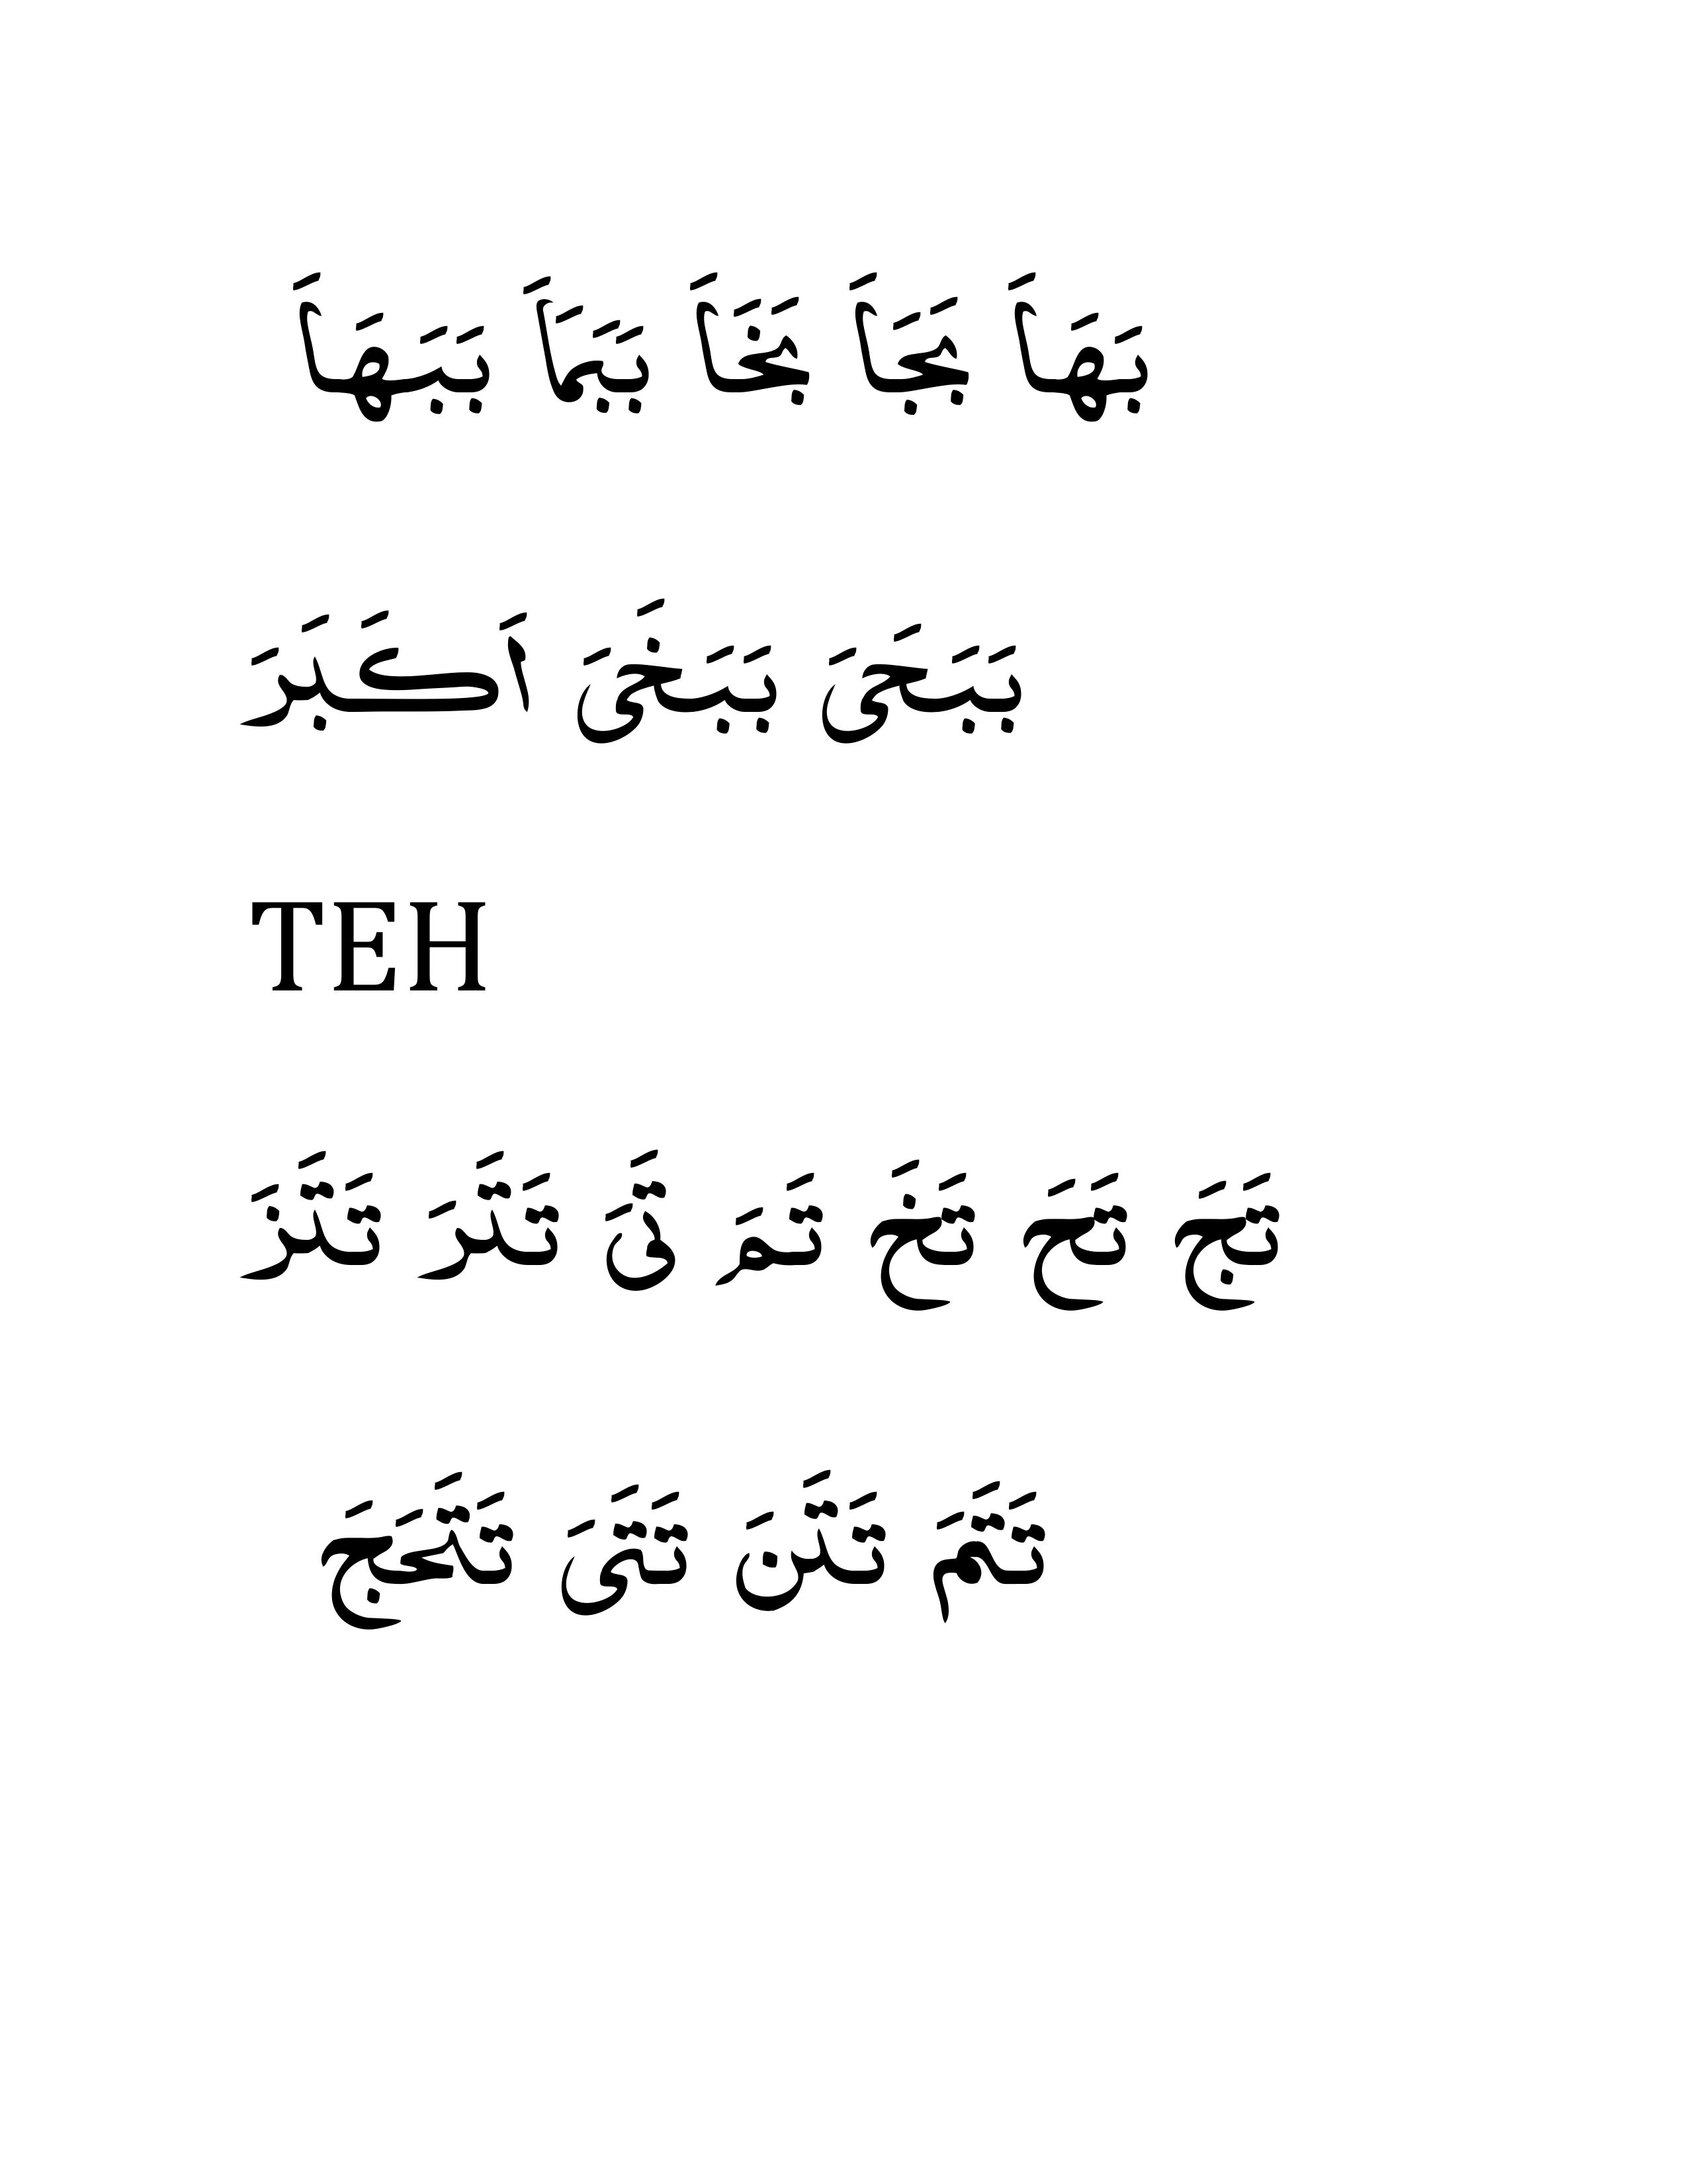 بَهَاَ بَجَاَ بَخَاَ بَبَمَاَ بَبَهَاَ
بَبَحَىَ بَبَخَىَ اَكَبَرَ
TEH
تَجَ تَحَ تَخَ تَمَ تَىَ تَتَرَ تَتَزَ
تَتَمَ تَتَنَ تَتَىَ تَتَحَجَ